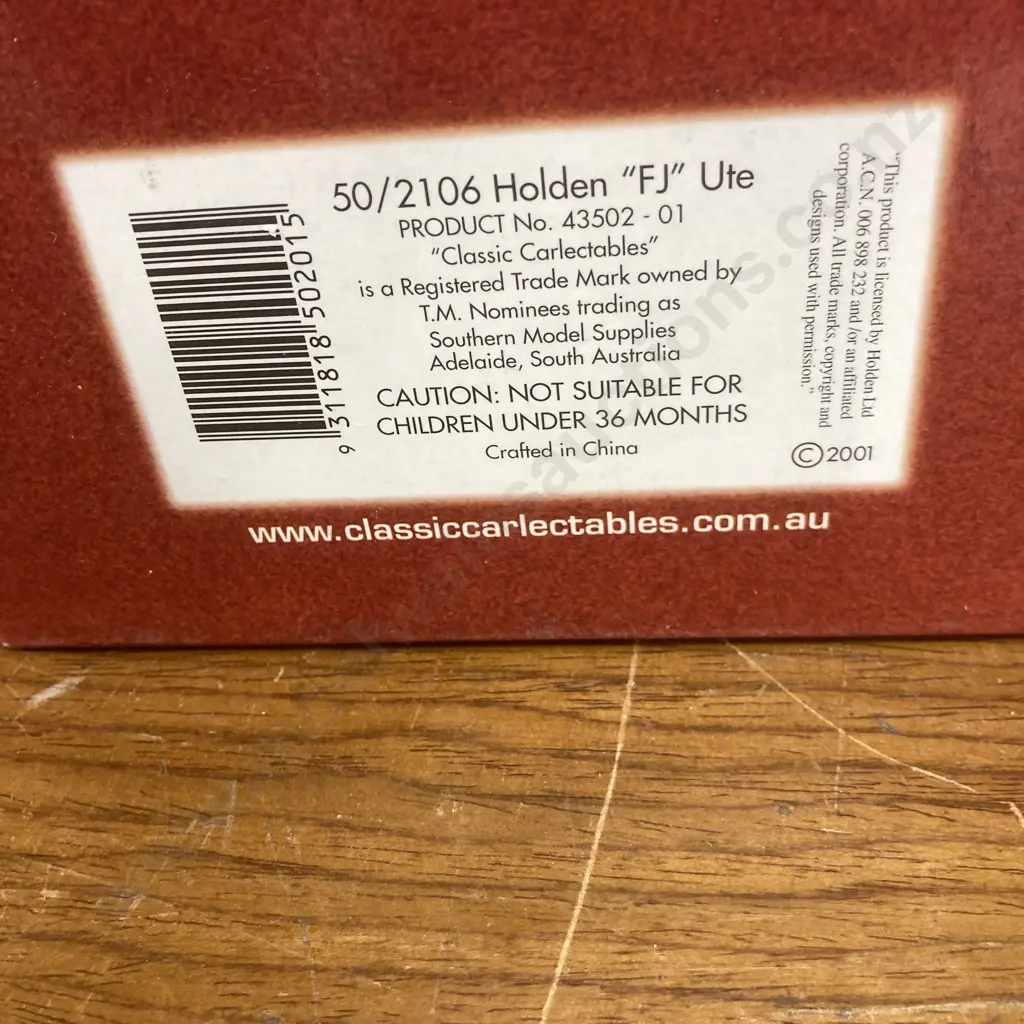 50/2106 Holden “FJ” Ute
PRODUCT No. 43502 - 01
“Classic Carlectables”
is a Registered Trade Mark owned by
T.M. Nominees trading as
Southern Model Supplies
Adelaide, South Australia
CAUTION: NOT SUITABLE FOR
CHILDREN UNDER 36 MONTHS
Crafted in China
9 311818 502015
“This product is licensed by Holden Ltd
A.C.N. 006 898 232 and /or an affiliated
corporation. All trade marks, copyright and
designs used with permission.”
©2001
www.classiccarlectables.com.au